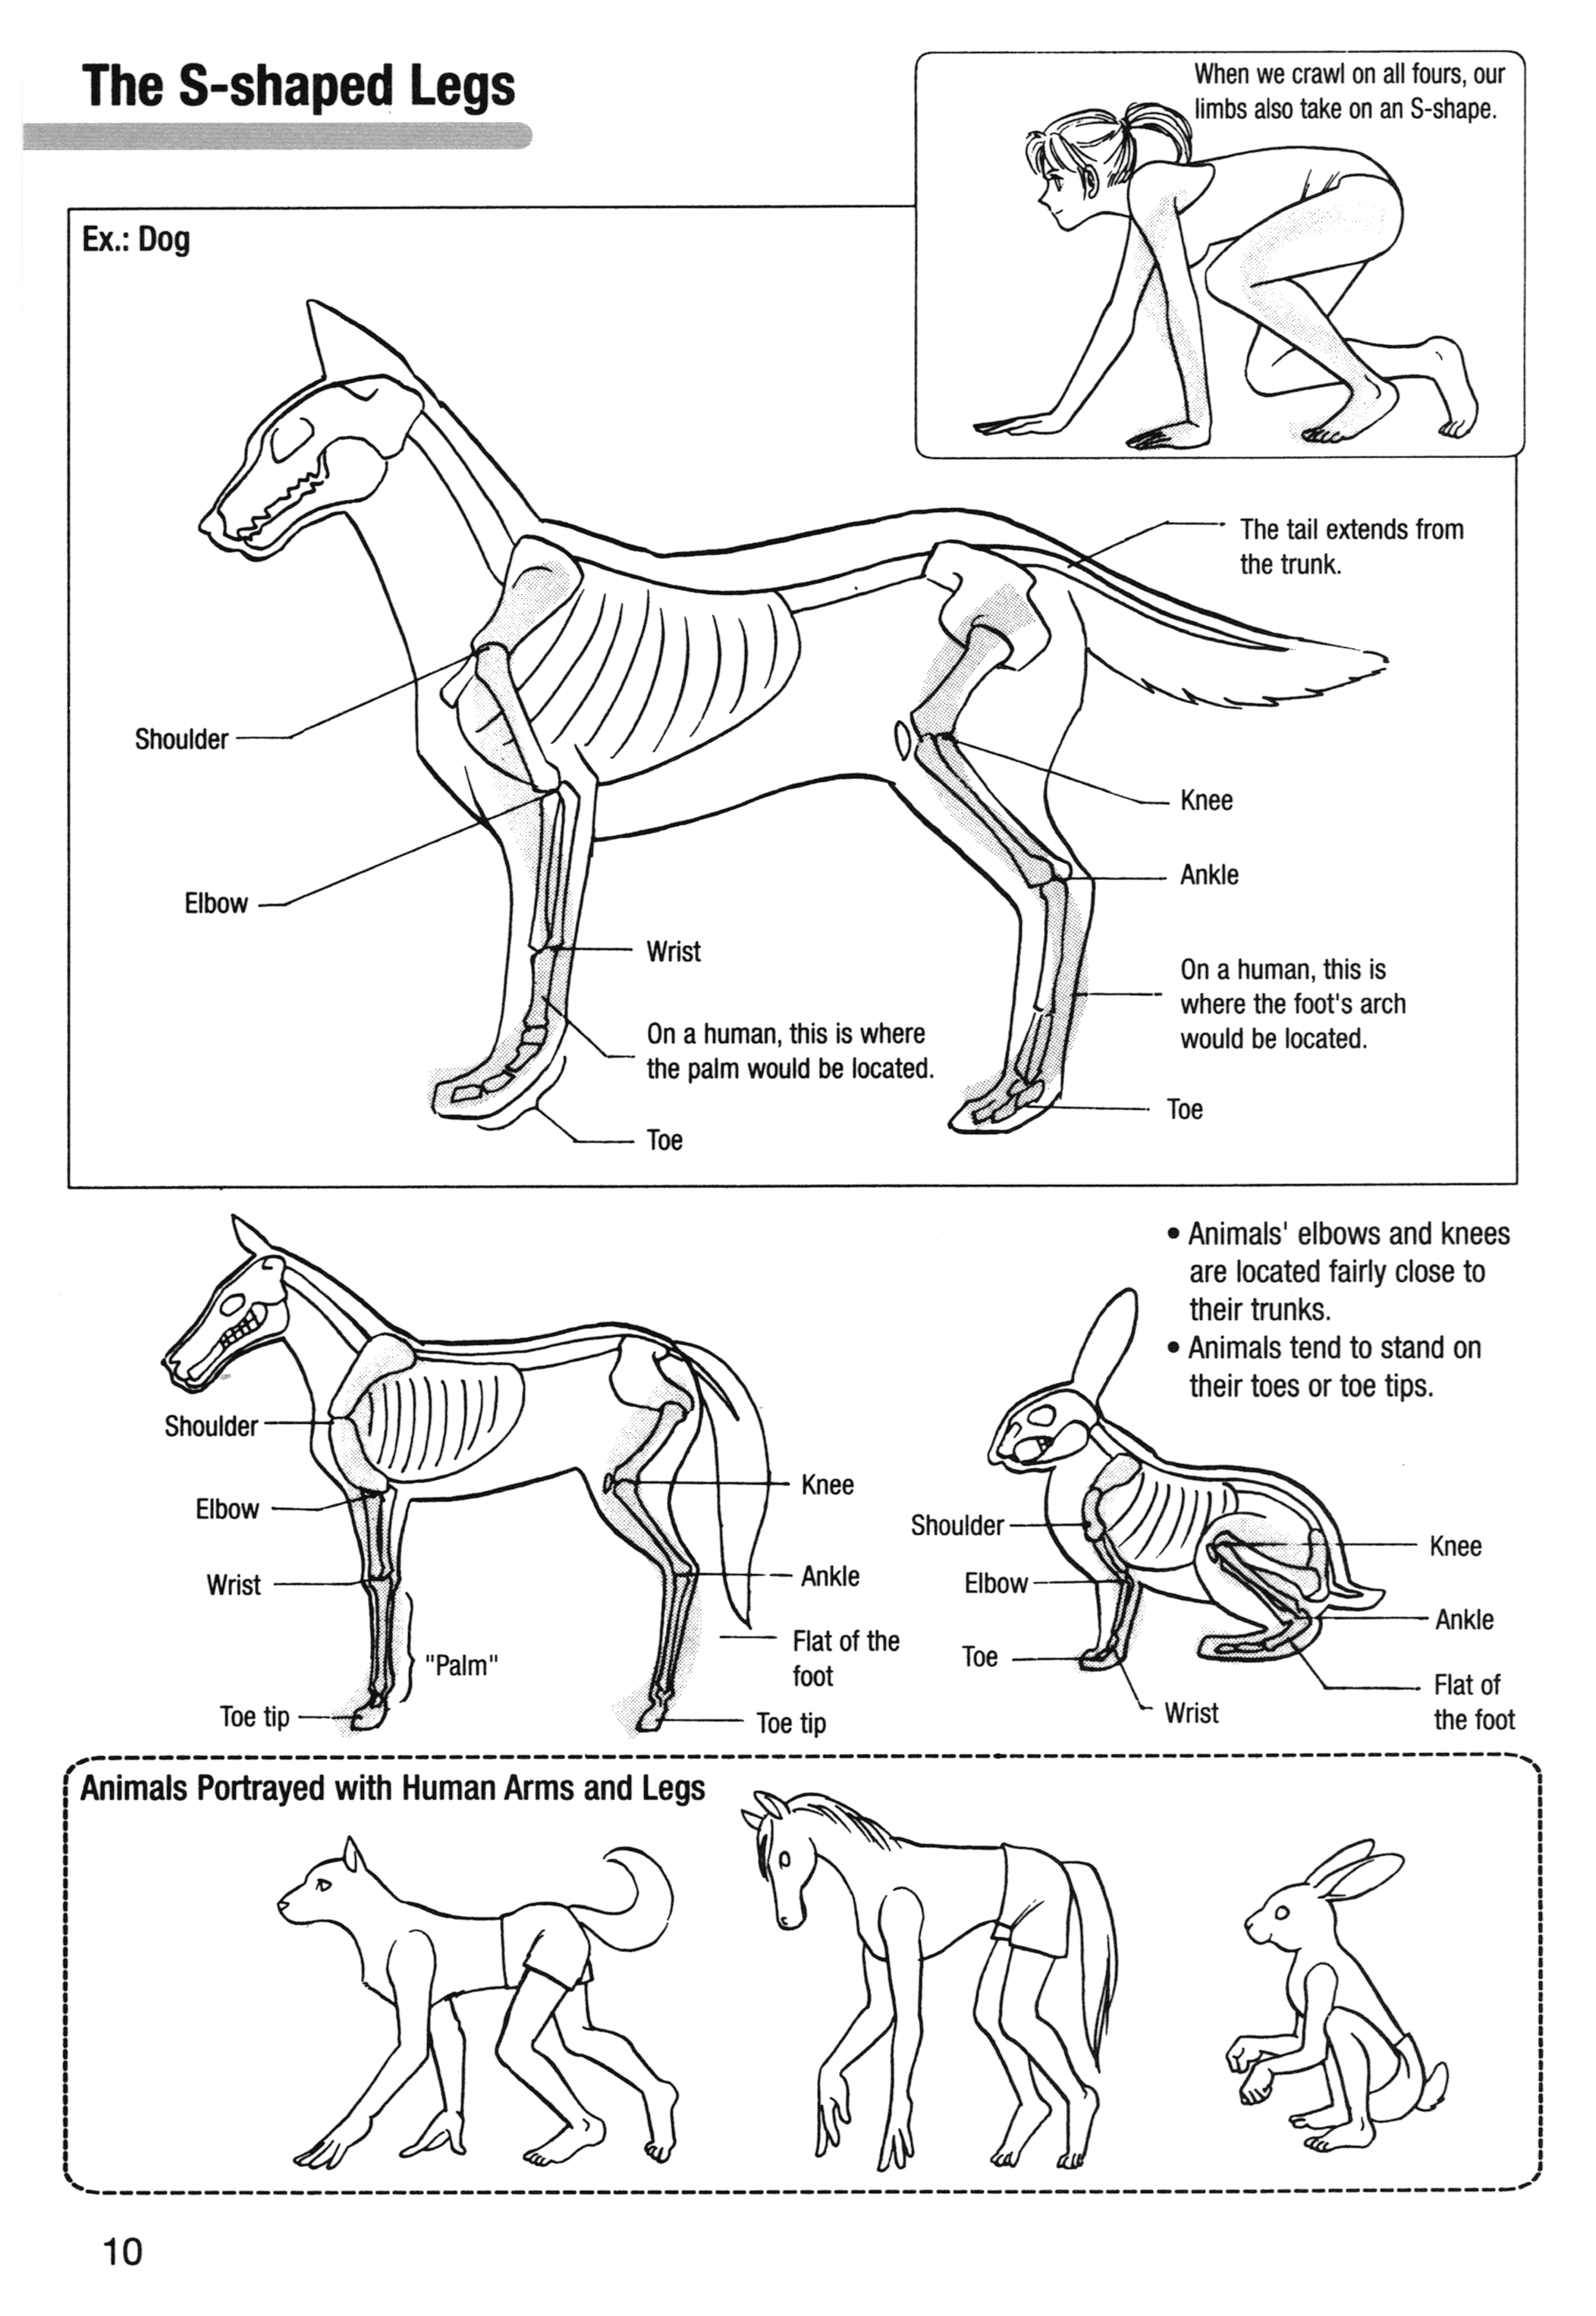 The S-shaped Legs
When we crawl on all fours, our
limbs also take on an S-shape.
Ex.: Dog
The tail extends from
the trunk.
Shoulder
Knee
Ankle
Elbow
Wrist
On a human, this is
where the foot's arch
would be located.
On a human, this is where
the palm would be located.
Toe
Toe
• Animals' elbows and knees
are located fairly close to
their trunks.
• Animals tend to stand on
their toes or toe tips.
Shoulder
Knee
Elbow
Wrist
Ankle
Flat of the
foot
"Palm"
Toe tip
Toe tip
Shoulder
Knee
Elbow
Ankle
Toe
Wrist
Flat of
the foot
Animals Portrayed with Human Arms and Legs
10